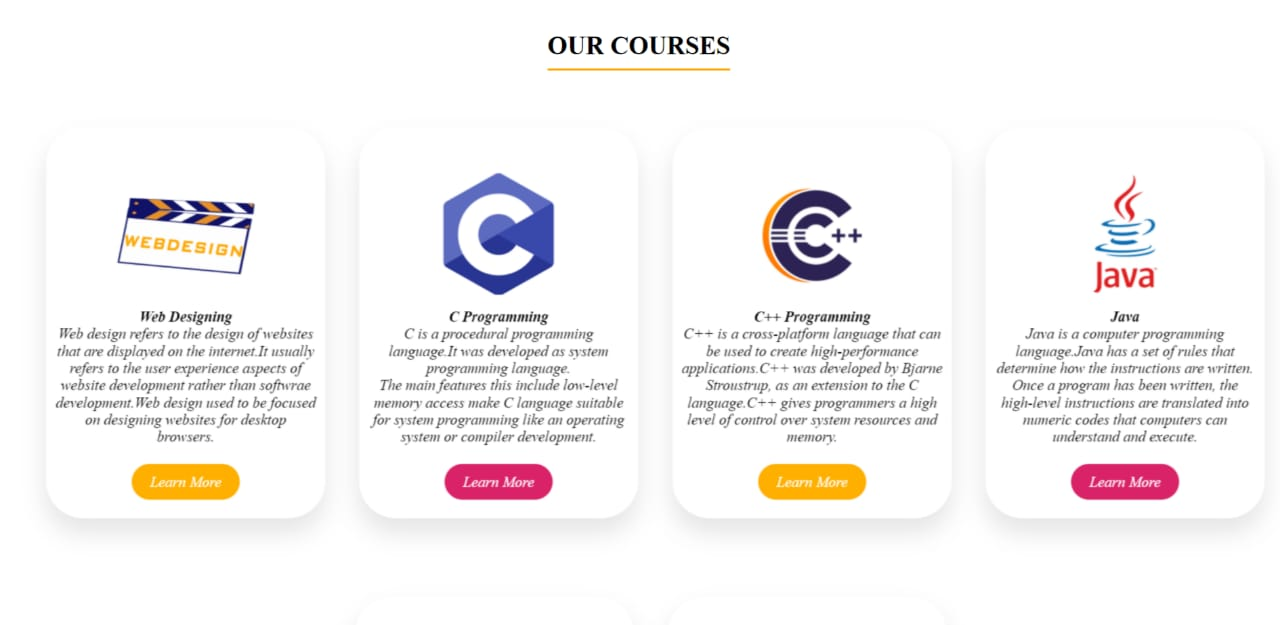 OUR COURSES
WEBDESIGN
Web Designing
Web design refers to the design of websites
that are displayed on the internet.It usually
refers to the user experience aspects of
website development rather than softwrae
development.Web design used to be focused
on designing websites for desktop
browsers.
Learn More
C
C Programming
C is a procedural programming
language.It was developed as system
programming language.
The main features this include low-level
memory access make C language suitable
for system programming like an operating
system or compiler development.
Learn More
C++
C++ Programming
C++ is a cross-platform language that can
be used to create high-performance
applications.C++ was developed by Bjarne
Stroustrup, as an extension to the C
language.C++ gives programmers a high
level of control over system resources and
memory.
Learn More
Java
Java
Java is a computer programming
language.Java has a set of rules that
determine how the instructions are written.
Once a program has been written, the
high-level instructions are translated into
numeric codes that computers can
understand and execute.
Learn More